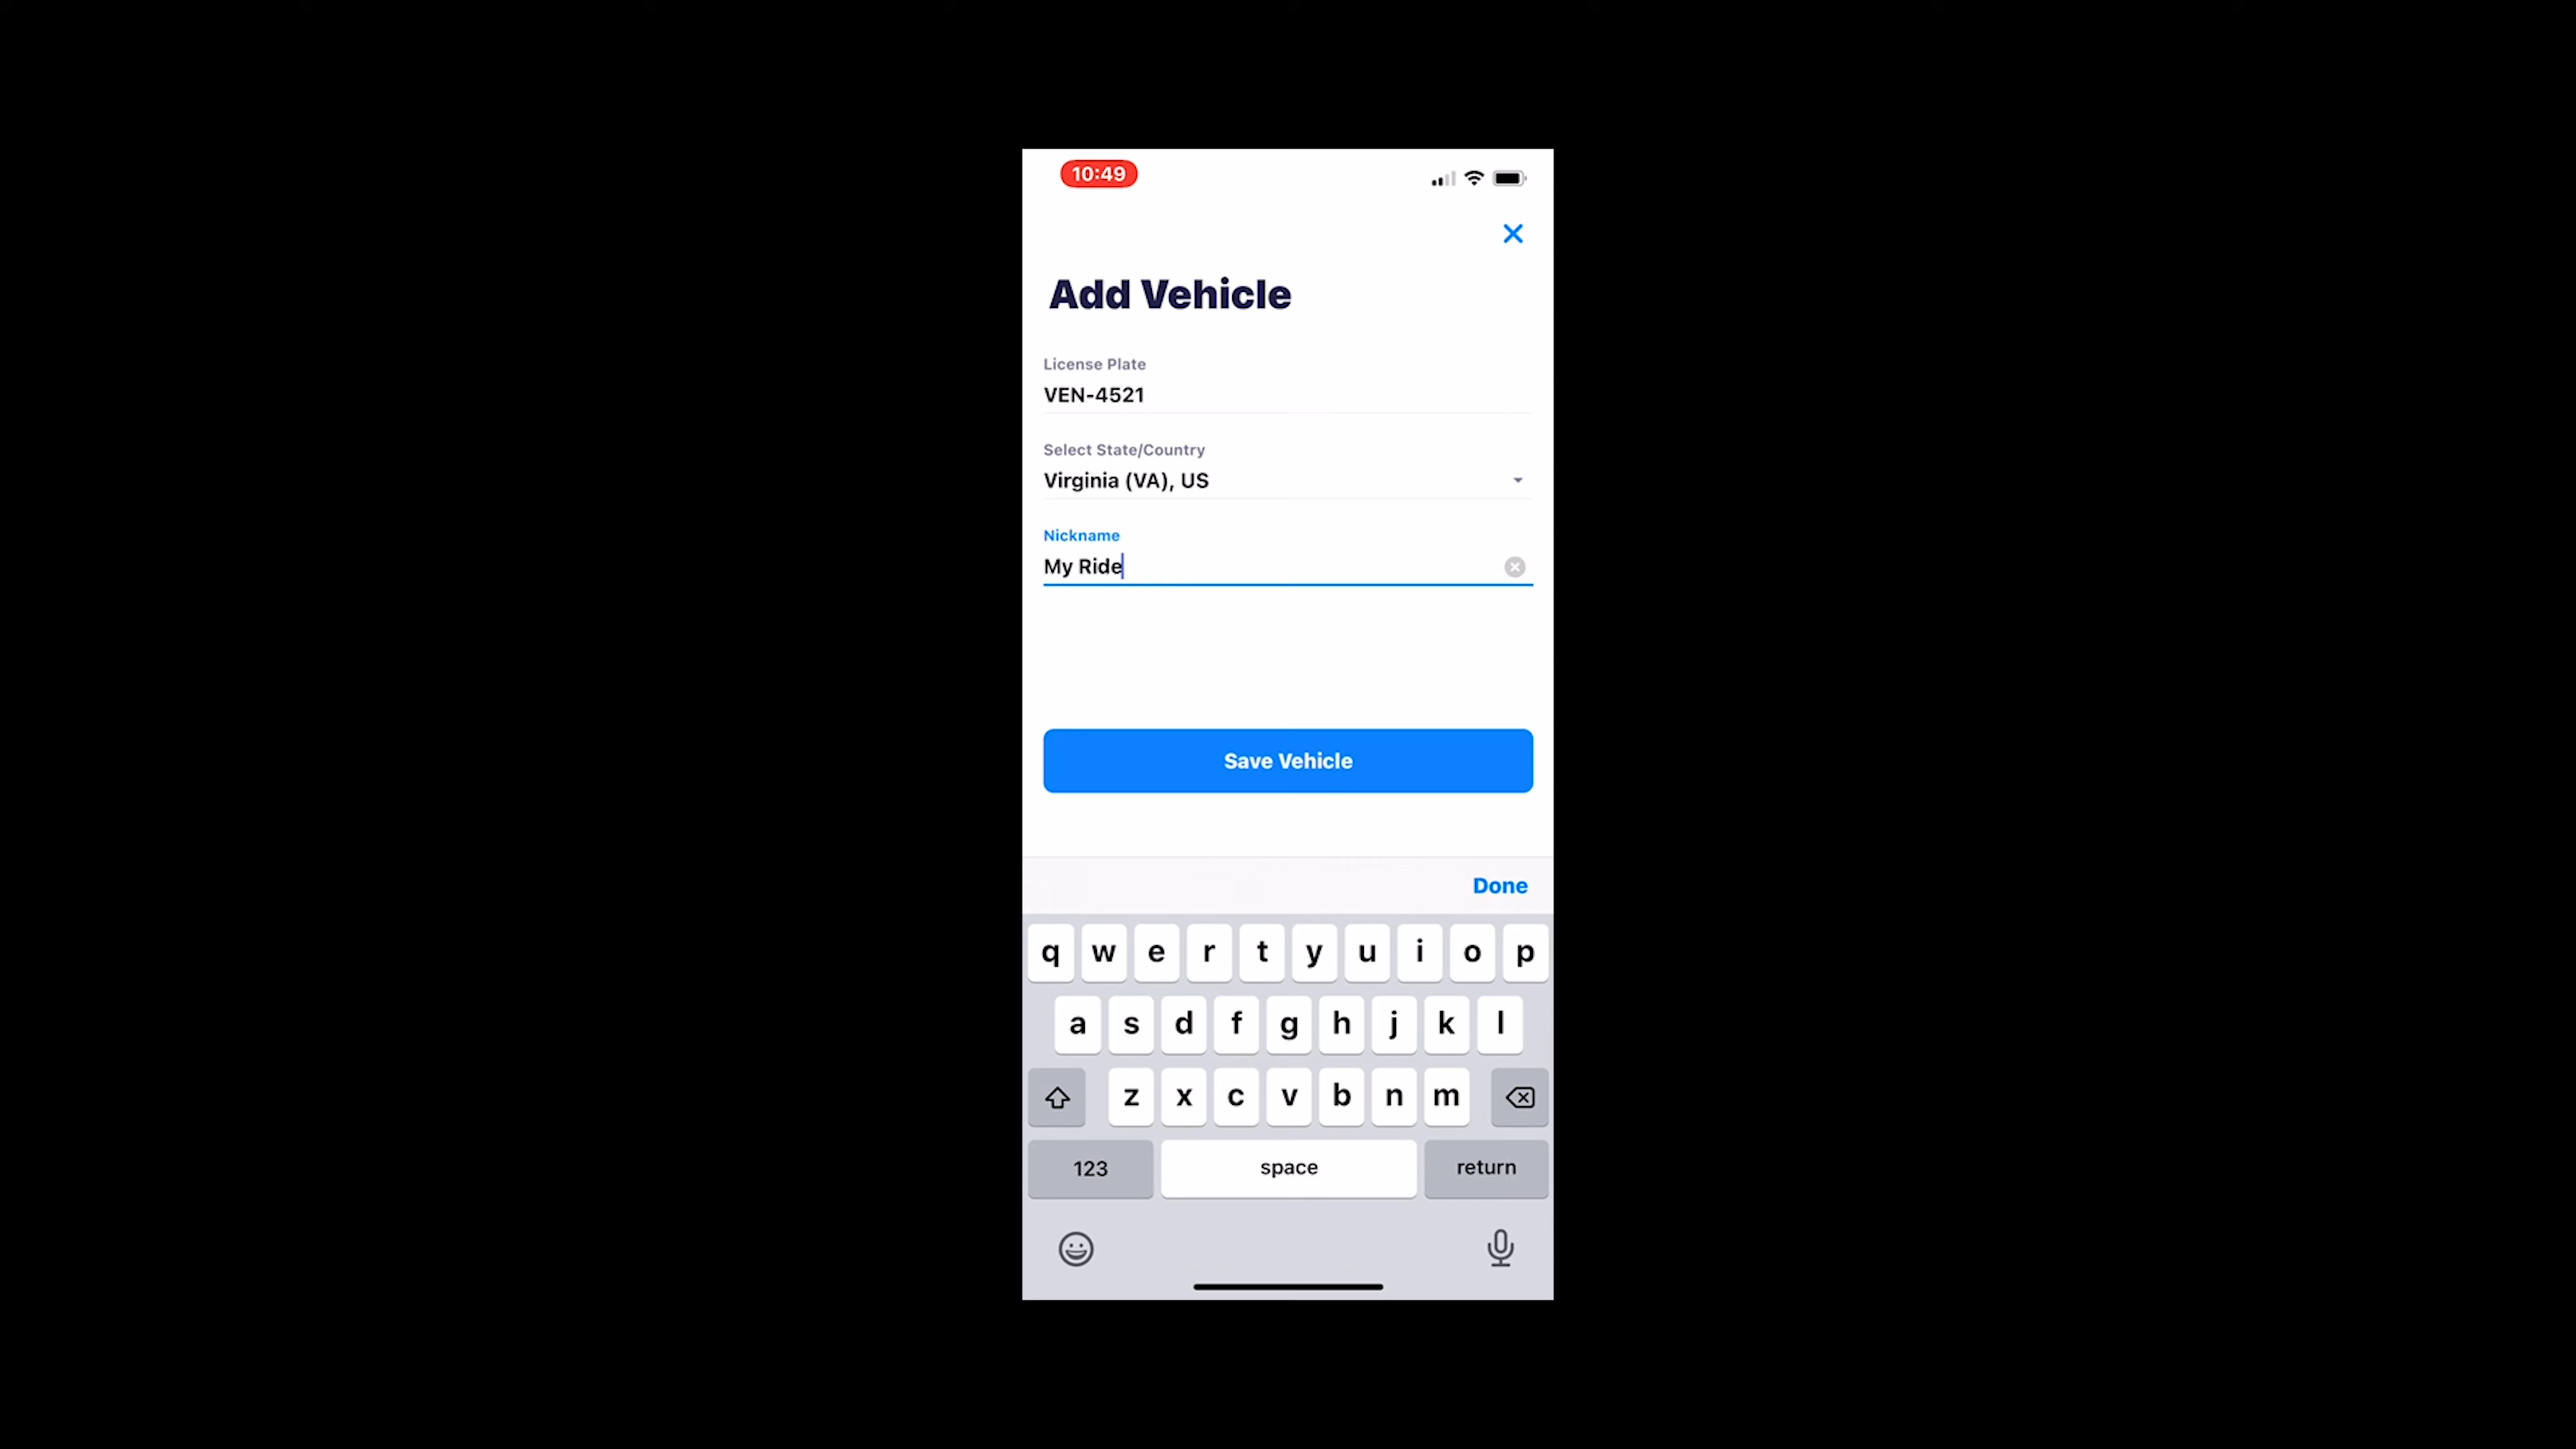 10:49
Add Vehicle
License Plate
VEN-4521
Select State/Country
Virginia (VA), US
Nickname
My Ride
Save Vehicle
Done
q w e r t y u i o p
a s d f g h j k l
z x c v b n m
123 space return